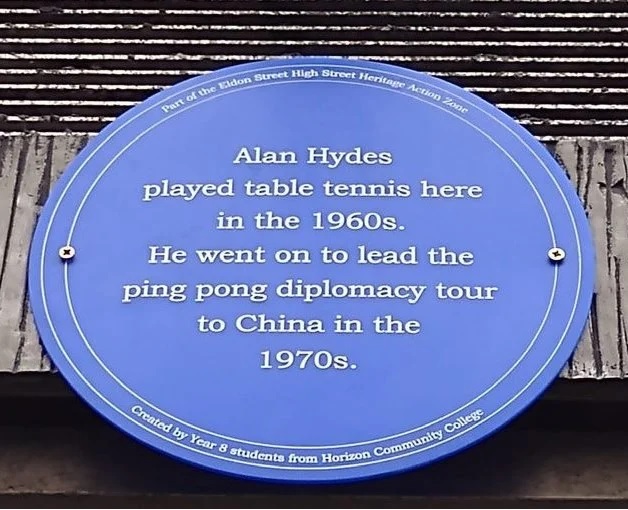 Part of the Eldon Street High Street Heritage Action Zone
Alan Hydes
played table tennis here
in the 1960s.
He went on to lead the
ping pong diplomacy tour
to China in the
1970s.
Created by Year 8 students from Horizon Community College